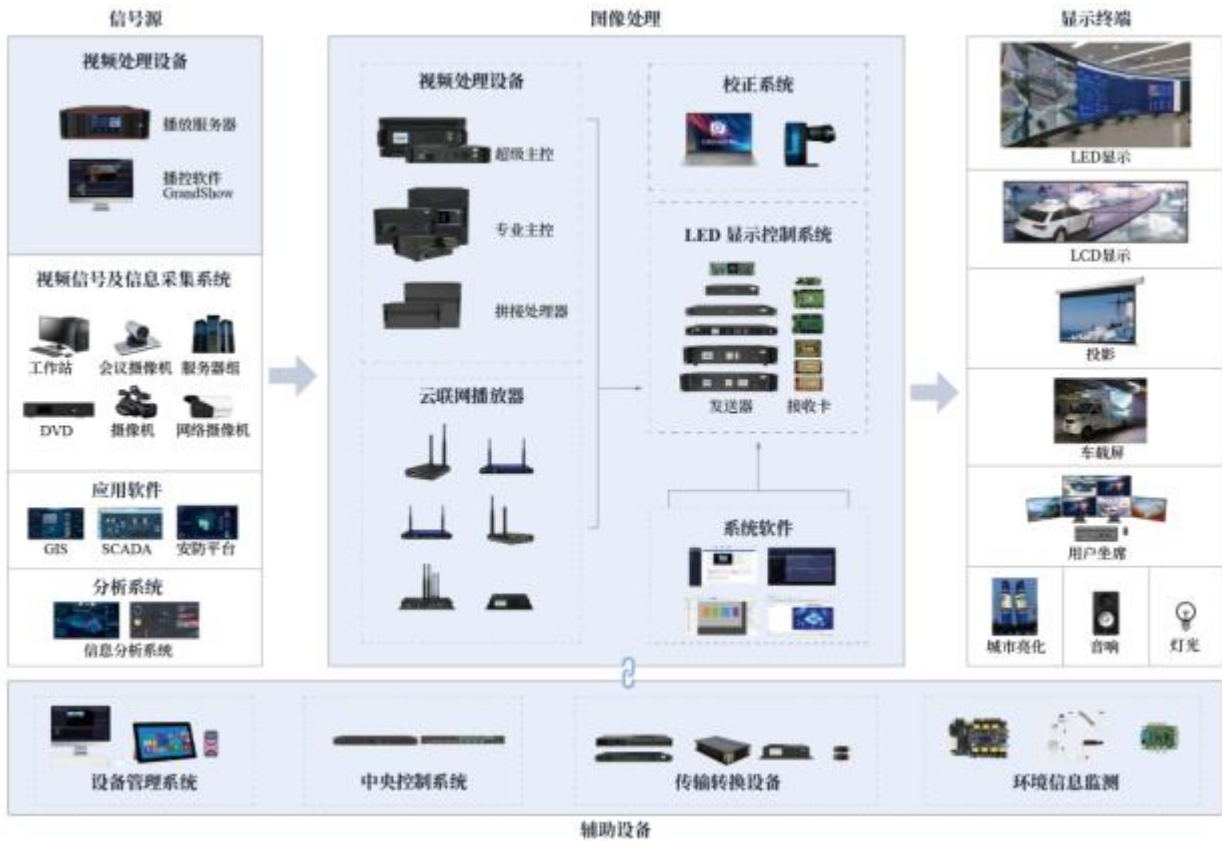 信号源
图像处理
显示终端
视频处理设备
播放服务器
播控软件
GrandShow
视频信号及信息采集系统
工作站
会议摄像机
服务器组
DVD
摄像机
网络摄像机
应用软件
GIS
SCADA
安防平台
分析系统
信息分析系统
视频处理设备
超级主控
专业主控
拼接处理器
云联网播放器
校正系统
LED 显示控制系统
发送器
接收卡
系统软件
LED显示
LCD显示
投影
车载屏
用户坐席
城市亮化
音响
灯光
设备管理系统
中央控制系统
传输转换设备
环境信息监测
辅助设备